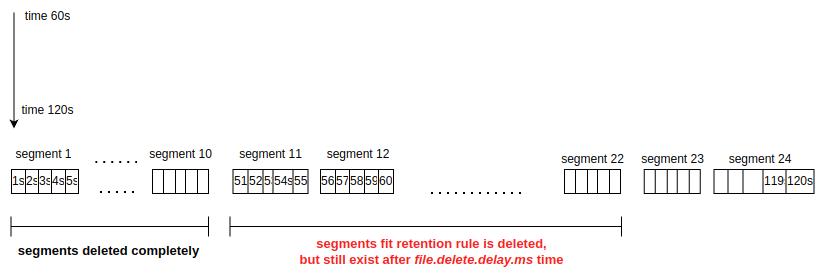 time 60s
time 120s
segment 1 ...... segment 10 segment 11 segment 12 segment 22 segment 23 segment 24
1s 2s 3s 4s 5s ..... 51 52 5 54s 55 56 57 58 59 60 ............ 119 120s
segments deleted completely
segments fit retention rule is deleted,
but still exist after file.delete.delay.ms time